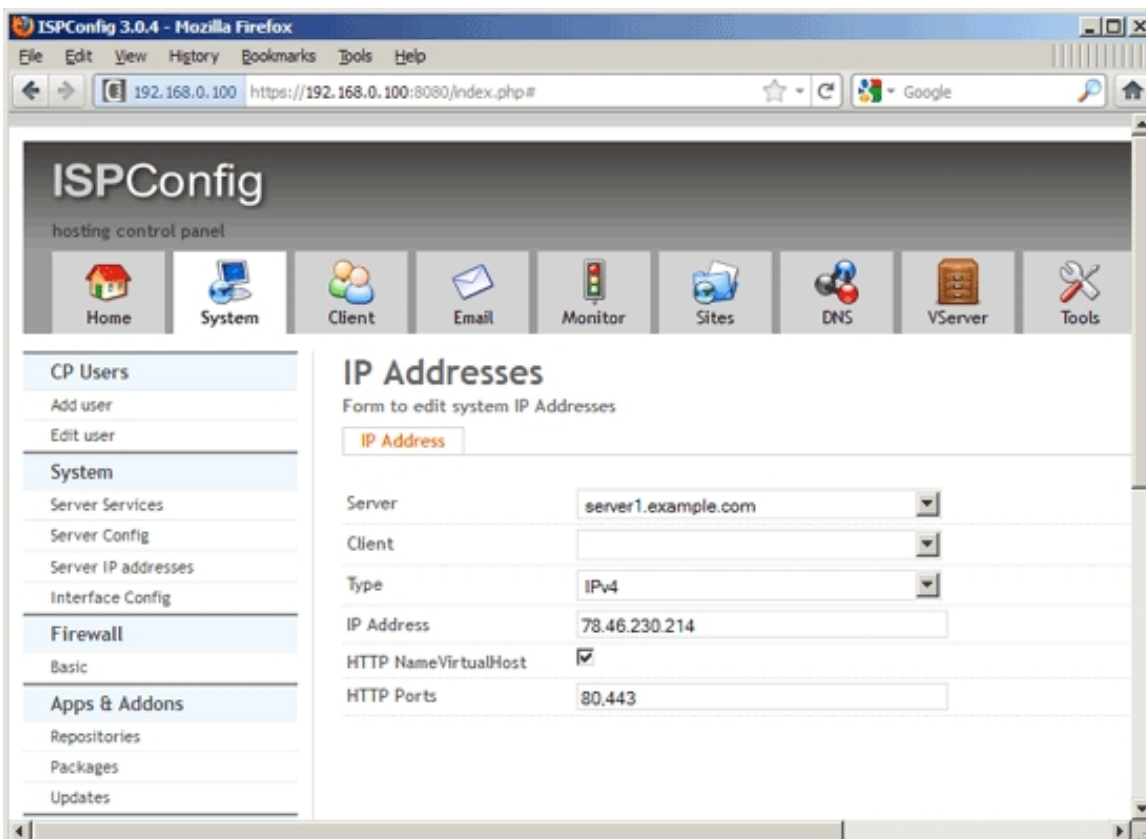 ISPConfig 3.0.4 - Mozilla Firefox
File Edit View History Bookmarks Tools Help
192.168.0.100 https://192.168.0.100:8080/index.php# Google
ISPConfig
hosting control panel
Home System Client Email Monitor Sites DNS VServer Tools
CP Users
Add user
Edit user
System
Server Services
Server Config
Server IP addresses
Interface Config
Firewall
Basic
Apps & Addons
Repositories
Packages
Updates
IP Addresses
Form to edit system IP Addresses
IP Address
Server server1.example.com
Client
Type IPv4
IP Address 78.46.230.214
HTTP NameVirtualHost
HTTP Ports 80,443